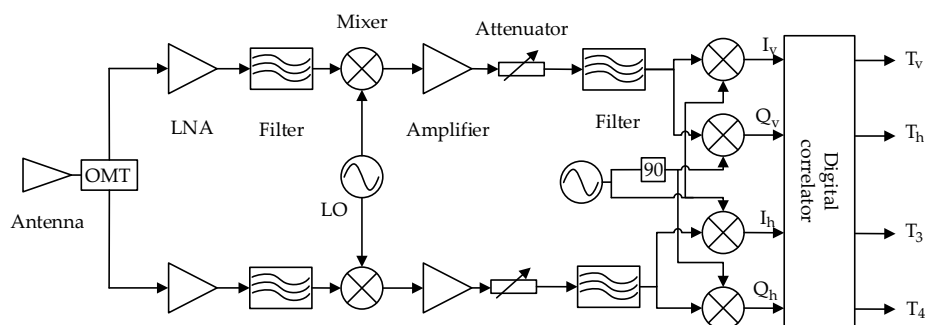 Mixer
Attenuator
I_v
T_v
LNA
Filter
Amplifier
Filter
Q_v
T_h
OMT
90
Digital
correlator
Antenna
LO
I_h
T_3
Q_h
T_4